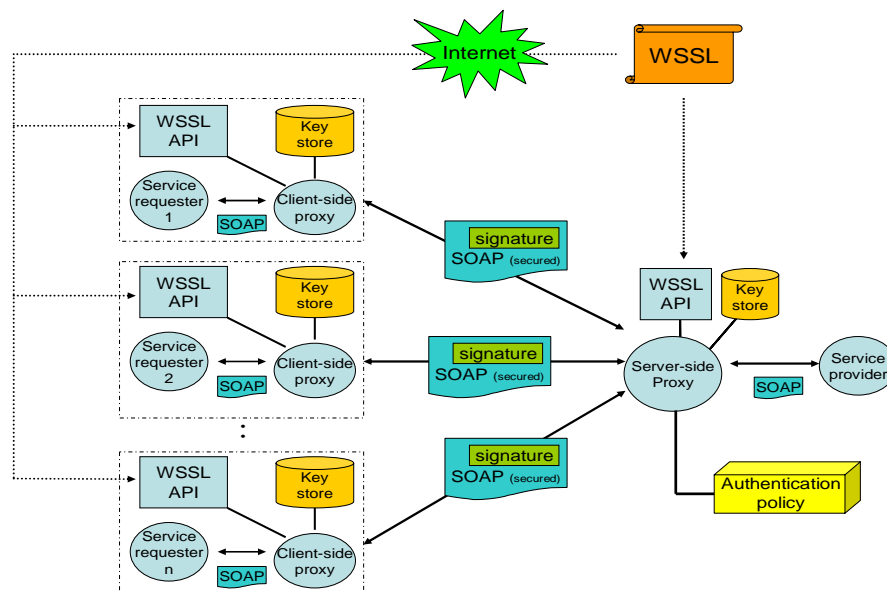 Internet
WSSL
WSSL
API
Key
store
Service
requester
1
SOAP
Client-side
proxy
signature
SOAP (secured)
WSSL
API
Key
store
Service
requester
2
SOAP
Client-side
proxy
signature
SOAP (secured)
WSSL
API
Key
store
Server-side
Proxy
SOAP
Service
provider
:
WSSL
API
Key
store
Service
requester
n
SOAP
Client-side
proxy
signature
SOAP (secured)
Authentication
policy